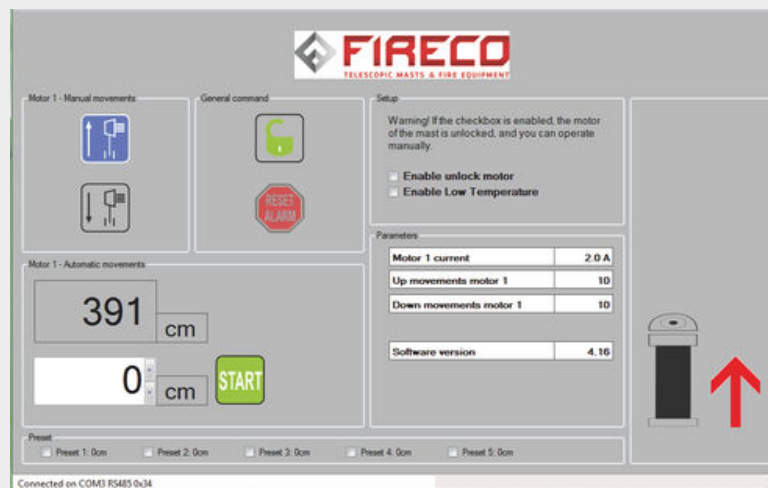 FIRECO
TELESCOPIC MASTS & FIRE EQUIPMENT
Motor 1 - Manual movements
General command
RESET
ALARM
Setup
Warning! If the checkbox is enabled, the motor
of the mast is unlocked, and you can operate
manually.
Enable unlock motor
Enable Low Temperature
Motor 1 - Automatic movements
391 cm
0 cm START
Parameters
Motor 1 current 2.0 A
Up movements motor 1 10
Down movements motor 1 10
Software version 4.16
Preset
Preset 1: 0cm Preset 2: 0cm Preset 3: 0cm Preset 4: 0cm Preset 5: 0cm
Connected on COM3 RS485 0x34